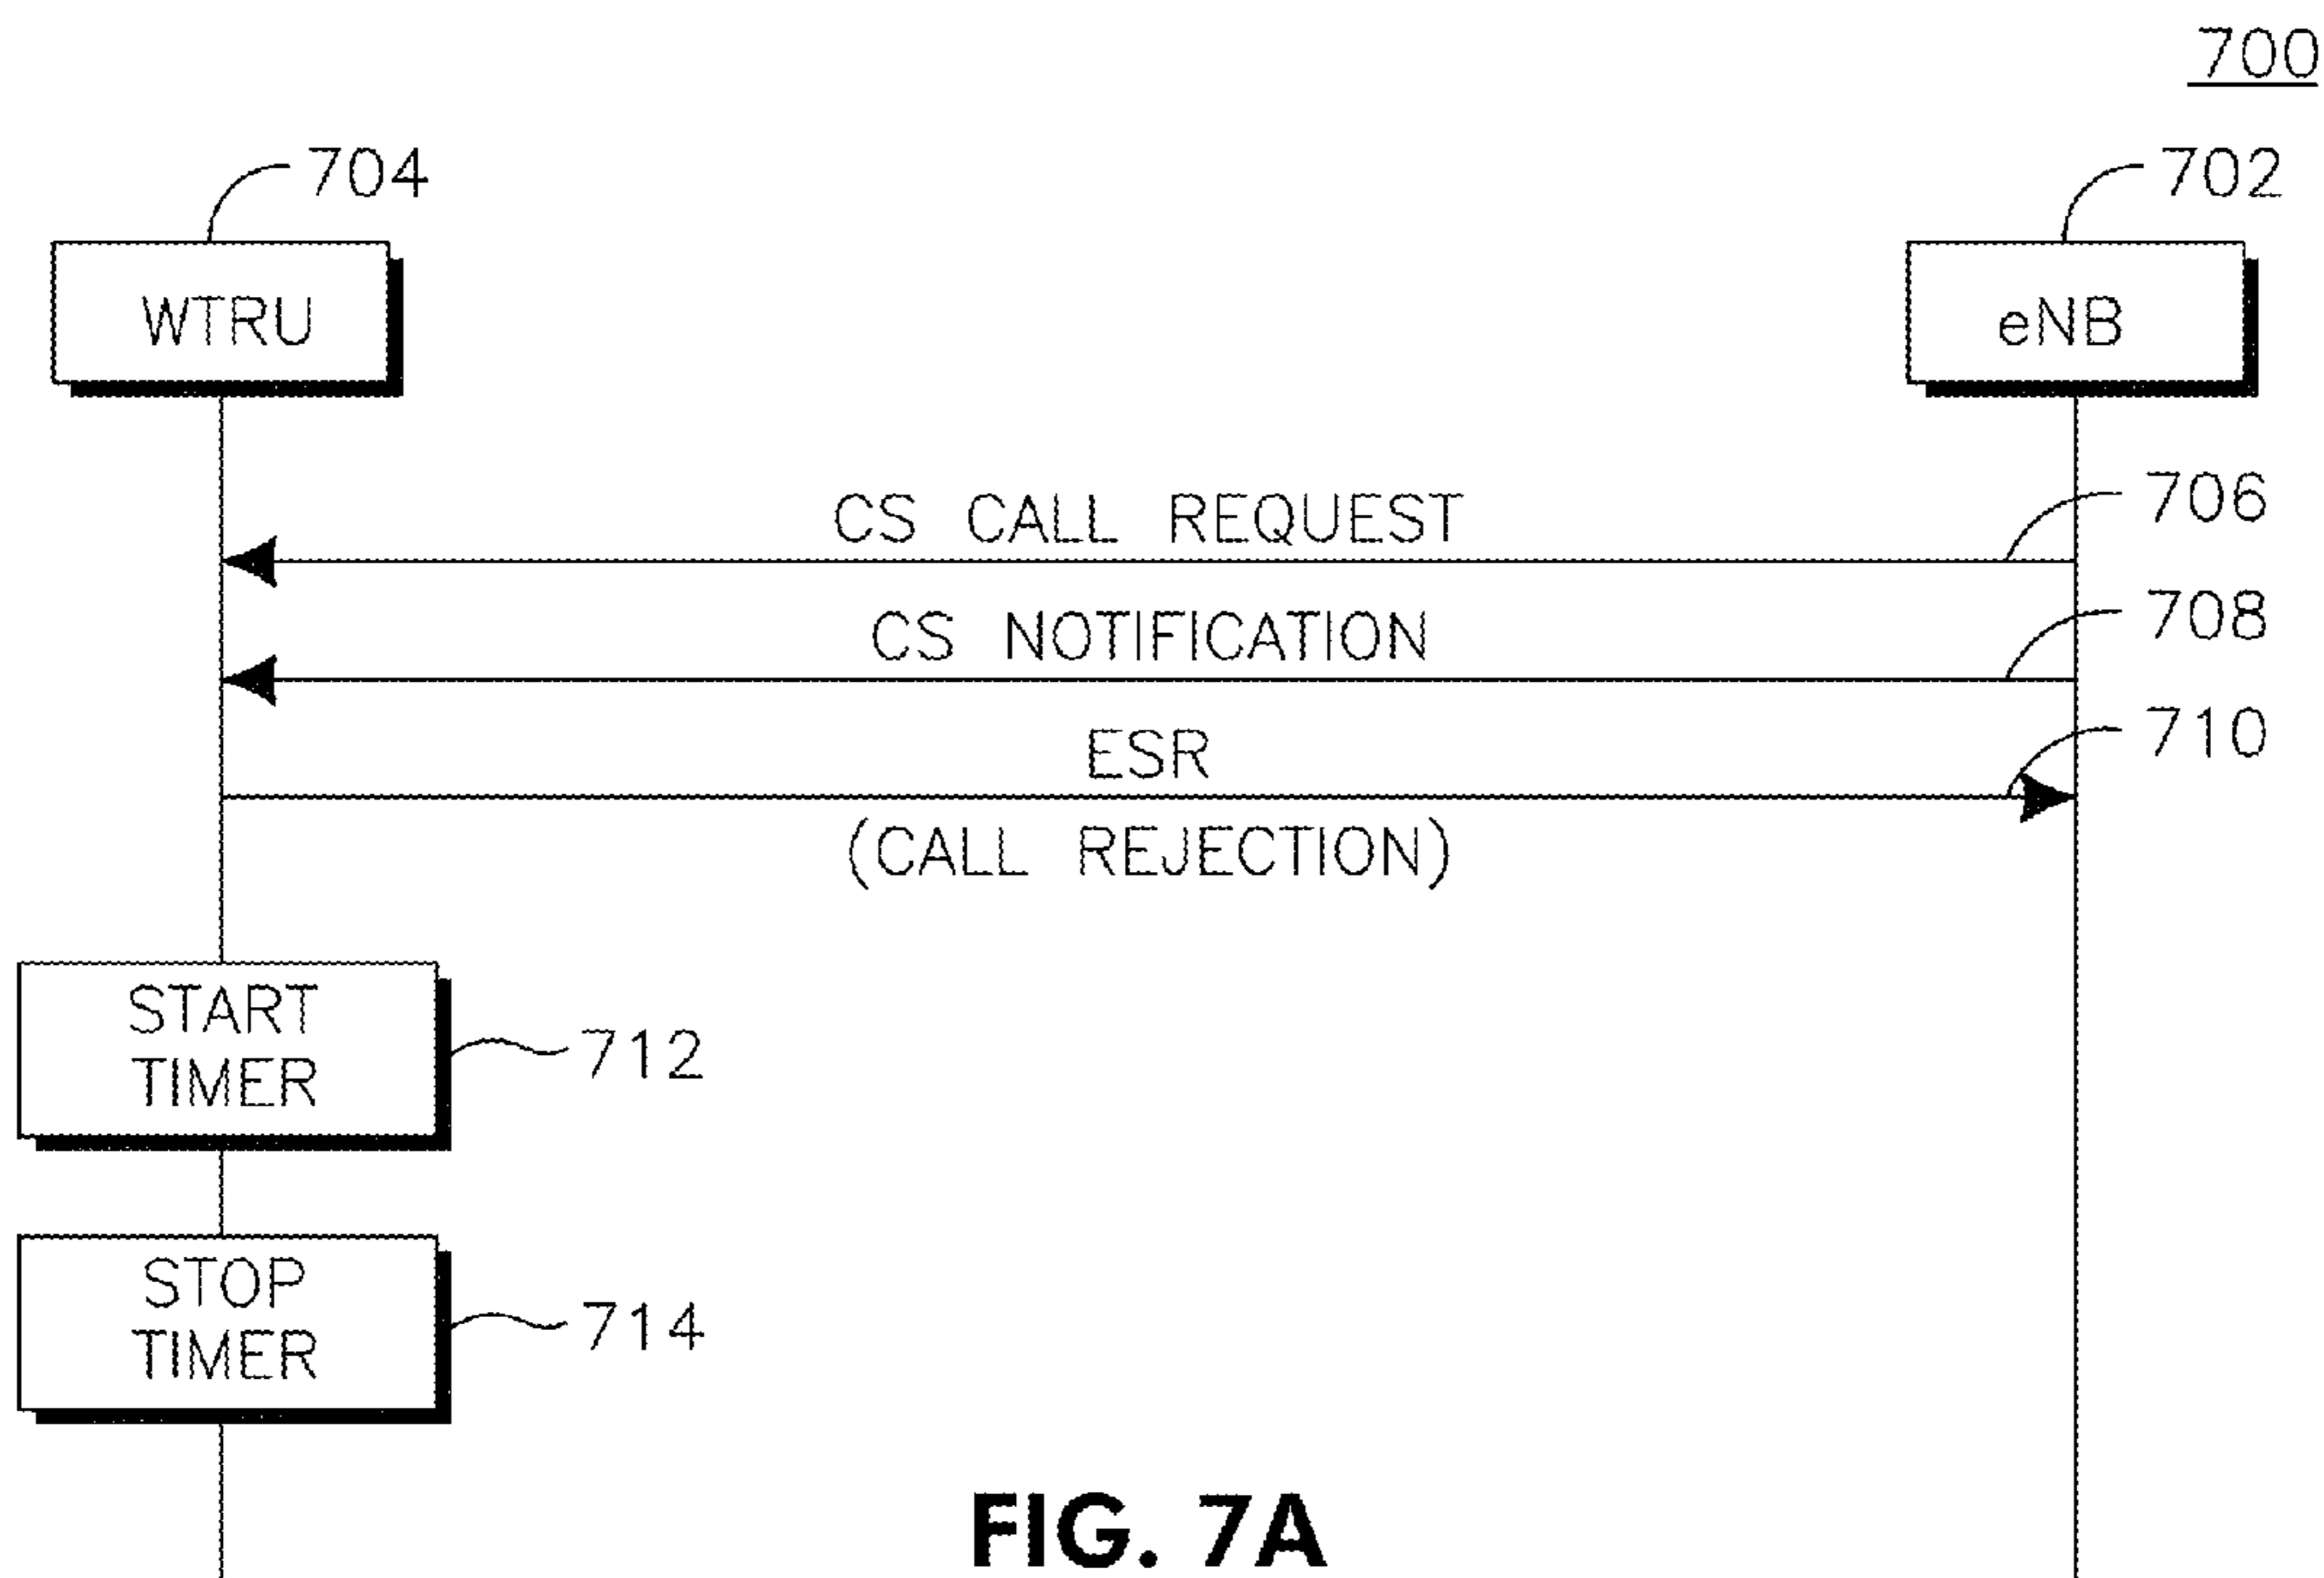 700
704
702
WTRU
eNB
CS CALL REQUEST
706
CS NOTIFICATION
708
ESR
710
(CALL REJECTION)
START
TIMER
712
STOP
TIMER
714
FIG. 7A